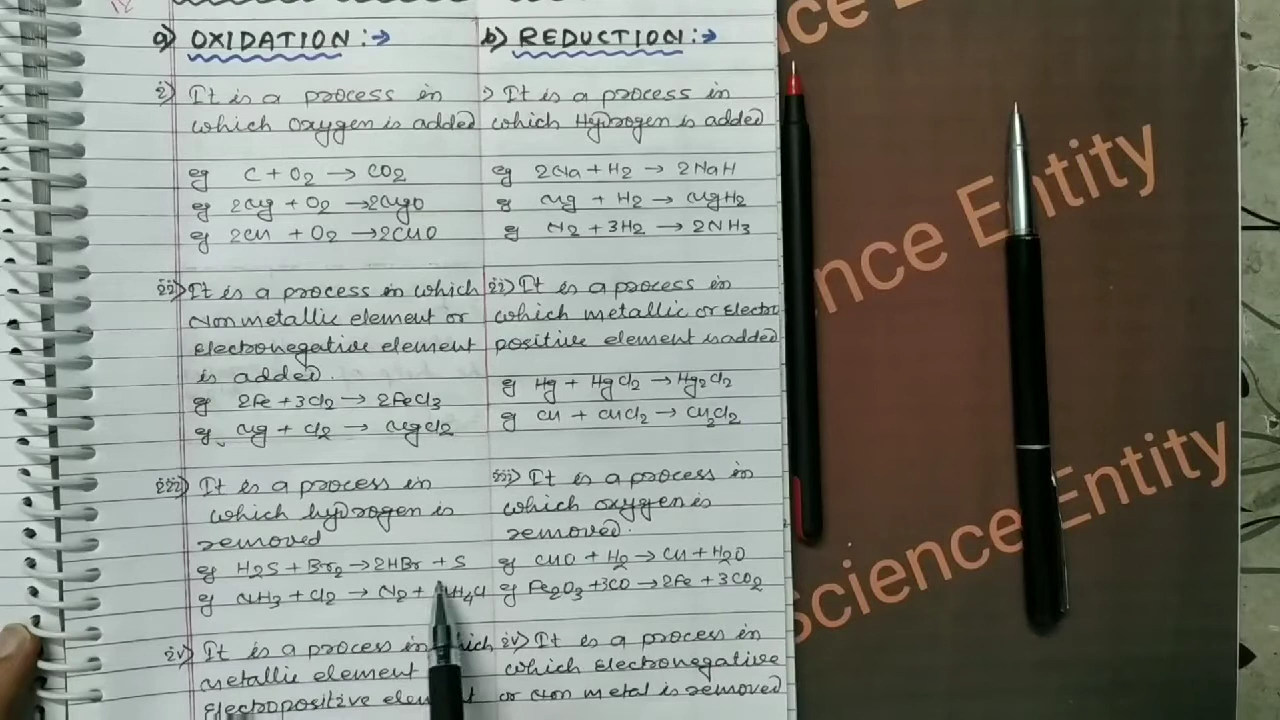 a) OXIDATION :→
i) It is a process in
which oxygen is added
eg C + O2 → CO2
eg 2Mg + O2 → 2MgO
eg 2Cu + O2 → 2CuO
ii) It is a process in which
Non metallic element or
Electronegative element
is added.
eg 2Fe + 3Cl2 → 2FeCl3
eg Mg + Cl2 → MgCl2
iii) It is a process in
which hydrogen is
removed
eg H2S + Br2 → 2HBr + S
eg NH3 + Cl2 → N2 + NH4Cl
iv) It is a process in which
metallic element
Electropositive element
b) REDUCTION :→
i) It is a process in
which Hydrogen is added
eg 2Na + H2 → 2NaH
eg Mg + H2 → MgH2
eg N2 + 3H2 → 2NH3
ii) It is a process in
which metallic or Electro
positive element is added
eg Hg + HgCl2 → Hg2Cl2
eg Cu + CuCl2 → Cu2Cl2
iii) It is a process in
which oxygen is
removed.
eg CuO + H2 → Cu + H2O
eg Fe2O3 + 3CO → 2Fe + 3CO2
iv) It is a process in
which Electronegative
or Non metal is removed
nce E
ence Entity
Science Entity